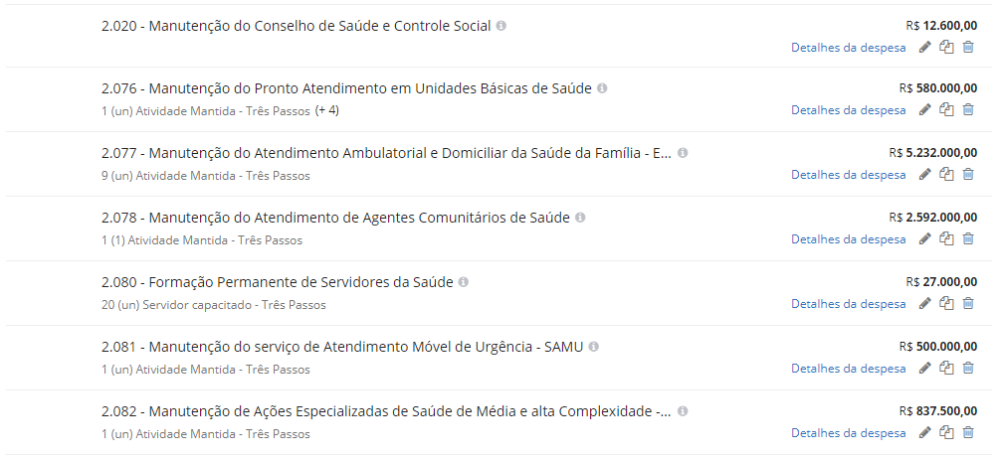 2.020 - Manutenção do Conselho de Saúde e Controle Social R$ 12.600,00
Detalhes da despesa
2.076 - Manutenção do Pronto Atendimento em Unidades Básicas de Saúde R$ 580.000,00
1 (un) Atividade Mantida - Três Passos (+ 4) Detalhes da despesa
2.077 - Manutenção do Atendimento Ambulatorial e Domiciliar da Saúde da Família - E... R$ 5.232.000,00
9 (un) Atividade Mantida - Três Passos Detalhes da despesa
2.078 - Manutenção do Atendimento de Agentes Comunitários de Saúde R$ 2.592.000,00
1 (1) Atividade Mantida - Três Passos Detalhes da despesa
2.080 - Formação Permanente de Servidores da Saúde R$ 27.000,00
20 (un) Servidor capacitado - Três Passos Detalhes da despesa
2.081 - Manutenção do serviço de Atendimento Móvel de Urgência - SAMU R$ 500.000,00
1 (un) Atividade Mantida - Três Passos Detalhes da despesa
2.082 - Manutenção de Ações Especializadas de Saúde de Média e alta Complexidade -... R$ 837.500,00
1 (un) Atividade Mantida - Três Passos Detalhes da despesa